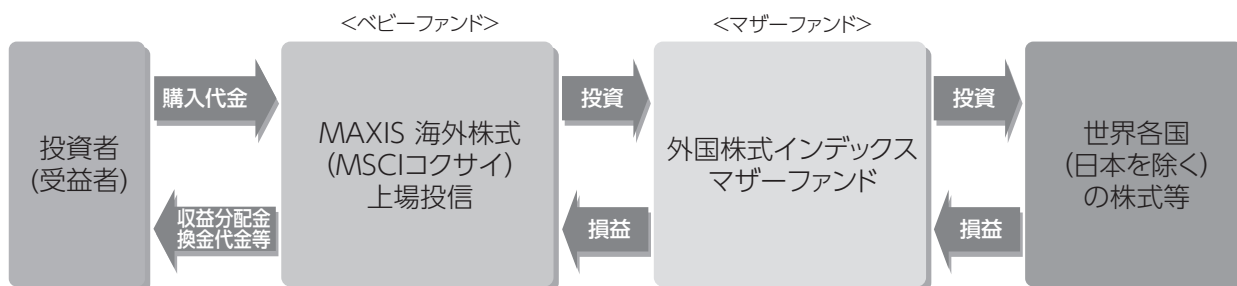 <ベビーファンド>
<マザーファンド>
投資者
(受益者)
購入代金
収益分配金
換金代金等
MAXIS 海外株式
(MSCIコクサイ)
上場投信
投資
損益
外国株式インデックス
マザーファンド
投資
損益
世界各国
(日本を除く)
の株式等